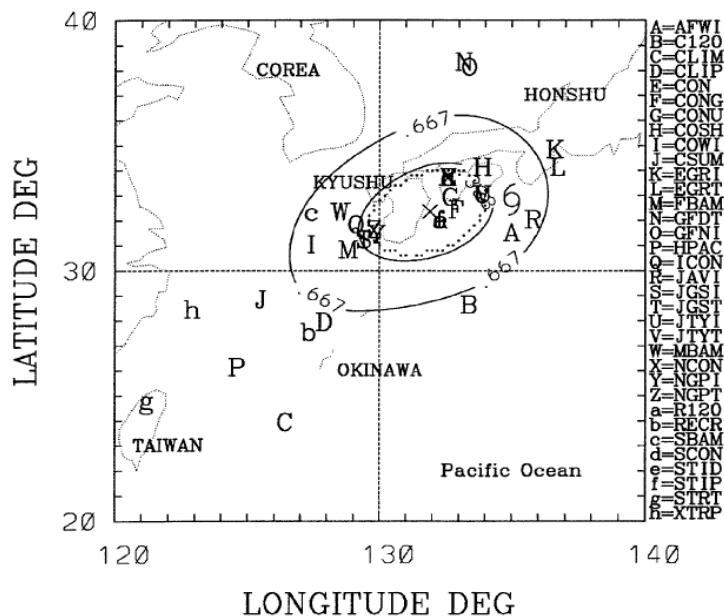 LATITUDE DEG
40
30
20
120
130
140
LONGITUDE DEG
COREA
HONSHU
KYUSHU
OKINAWA
TAIWAN
Pacific Ocean
.667
.667
.667
N
K
L
H
R
A
F
G
c
W
I
M
B
h
J
D
b
P
g
C
A=AFWI
B=C120
C=CLIM
D=CLIP
E=CON
F=CONG
G=CONU
H=COSH
I=COWI
J=CSUM
K=EGRI
L=EGRT
M=FBAM
N=GFDT
O=GFNI
P=HPAC
Q=ICON
R=JAVI
S=JGSI
T=JGST
U=JTYI
V=JTYT
W=MBAM
X=NCON
Y=NGPI
Z=NGPT
a=R120
b=RECR
c=SBAM
d=SCON
e=STID
f=STIP
g=STRT
h=XTRP